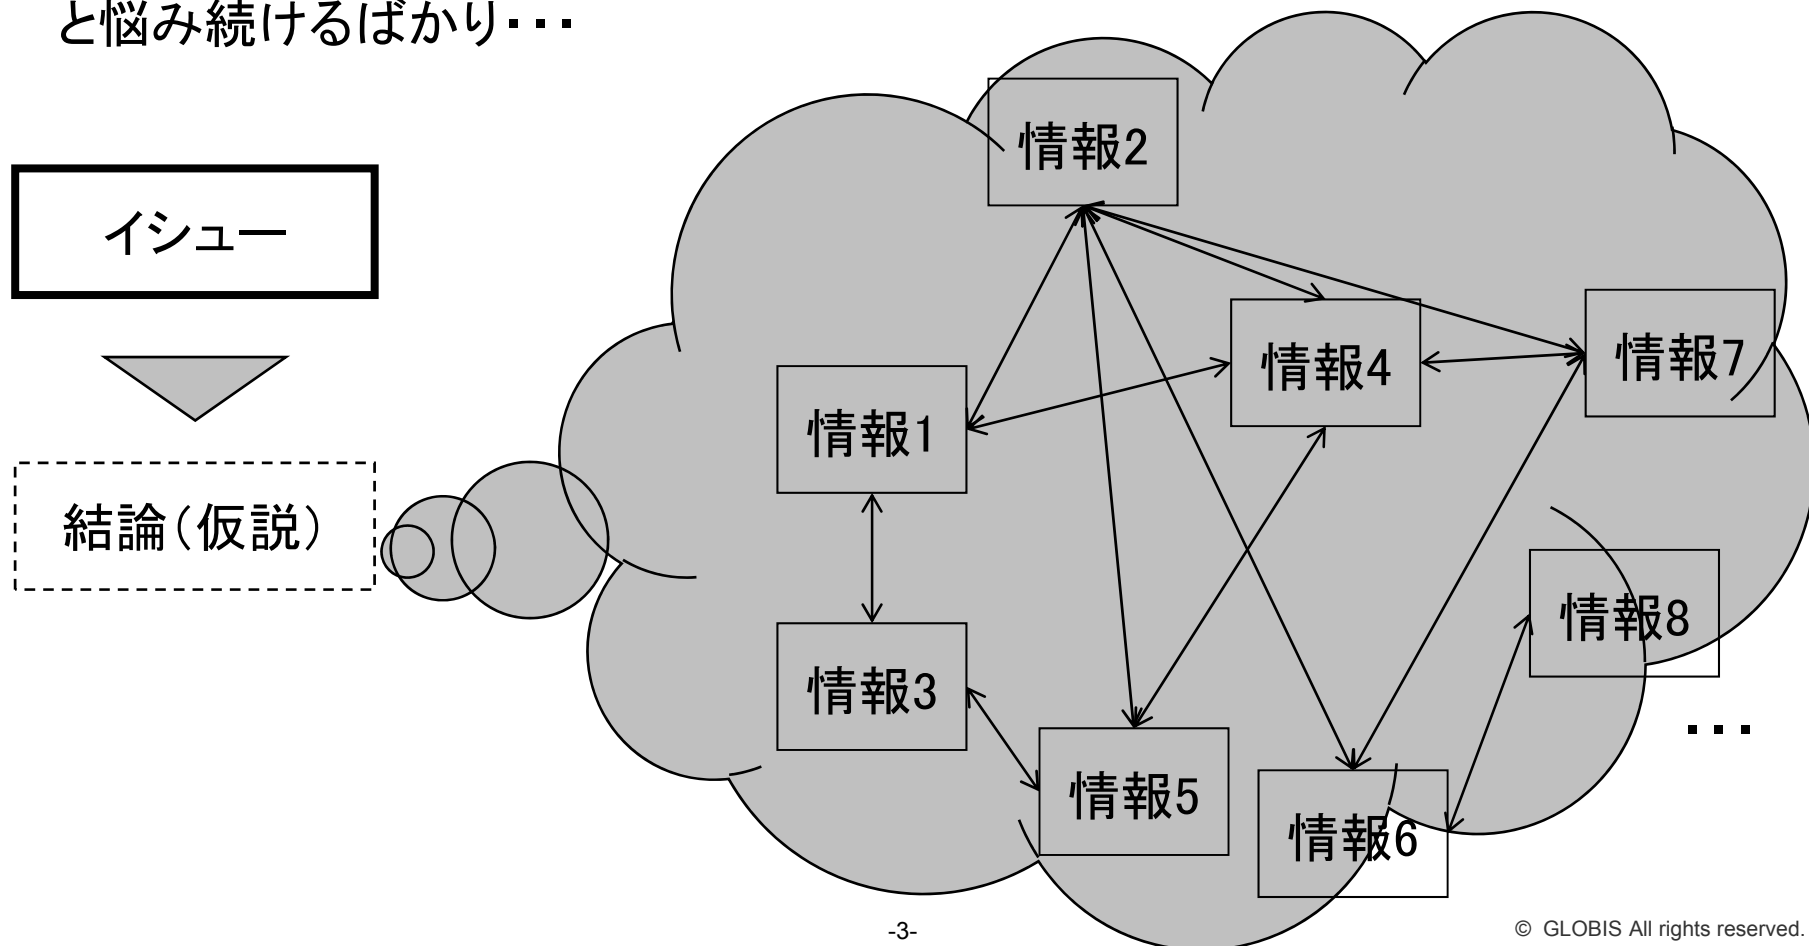 と悩み続けるばかり・・・
イシュー
結論（仮説）
情報2
情報4
情報7
情報1
情報8
情報3
・・・
情報5
情報6
-3-
© GLOBIS All rights reserved.